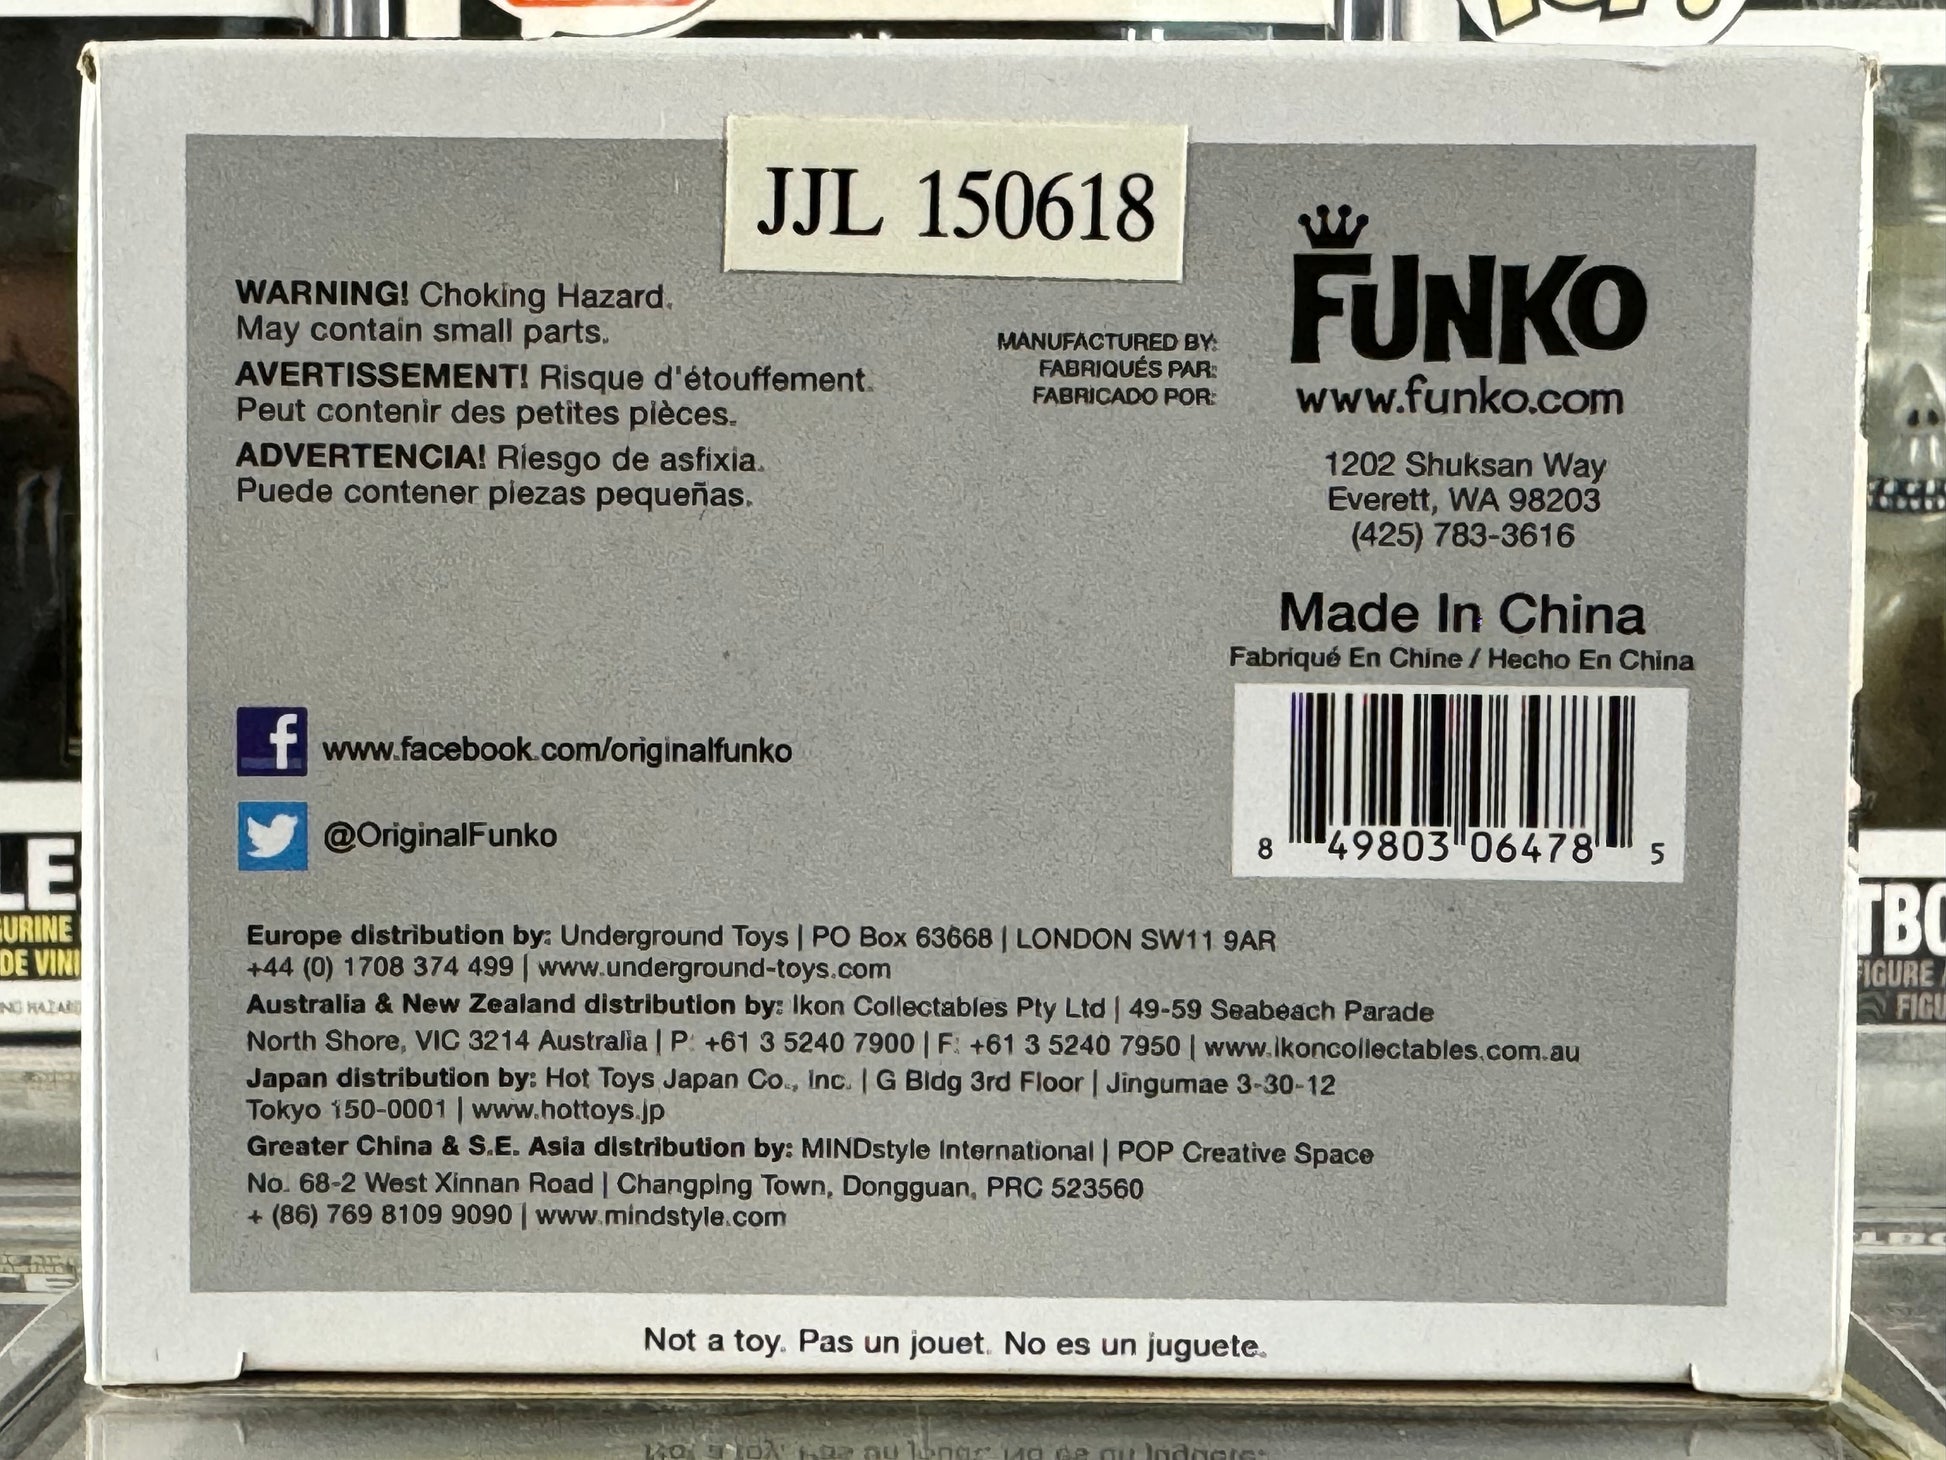 JJL 150618
WARNING! Choking Hazard.
May contain small parts.
AVERTISSEMENT! Risque d'étouffement.
Peut contenir des petites pièces.
ADVERTENCIA! Riesgo de asfixia.
Puede contener piezas pequeñas.
MANUFACTURED BY:
FABRIQUÉS PAR:
FABRICADO POR:
FUNKO
www.funko.com
1202 Shuksan Way
Everett, WA 98203
(425) 783-3616
Made In China
Fabriqué En Chine / Hecho En China
8 49803 06478 5
f www.facebook.com/originalfunko
@OriginalFunko
Europe distribution by: Underground Toys | PO Box 63668 | LONDON SW11 9AR
+44 (0) 1708 374 499 | www.underground-toys.com
Australia & New Zealand distribution by: Ikon Collectables Pty Ltd | 49-59 Seabeach Parade
North Shore, VIC 3214 Australia | P: +61 3 5240 7900 | F: +61 3 5240 7950 | www.ikoncollectables.com.au
Japan distribution by: Hot Toys Japan Co., Inc. | G Bldg 3rd Floor | Jingumae 3-30-12
Tokyo 150-0001 | www.hottoys.jp
Greater China & S.E. Asia distribution by: MINDstyle International | POP Creative Space
No. 68-2 West Xinnan Road | Changping Town, Dongguan, PRC 523560
+ (86) 769 8109 9090 | www.mindstyle.com
Not a toy. Pas un jouet. No es un juguete.